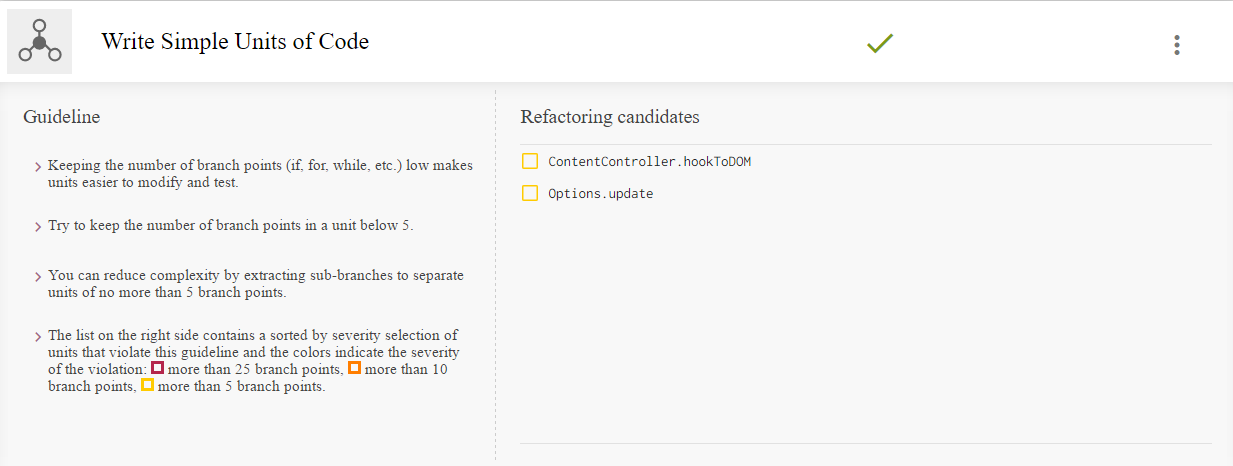 Write Simple Units of Code
Guideline
Keeping the number of branch points (if, for, while, etc.) low makes
units easier to modify and test.
Try to keep the number of branch points in a unit below 5.
You can reduce complexity by extracting sub-branches to separate
units of no more than 5 branch points.
The list on the right side contains a sorted by severity selection of
units that violate this guideline and the colors indicate the severity
of the violation: more than 25 branch points, more than 10
branch points, more than 5 branch points.
Refactoring candidates
ContentController.hookToDOM
Options.update